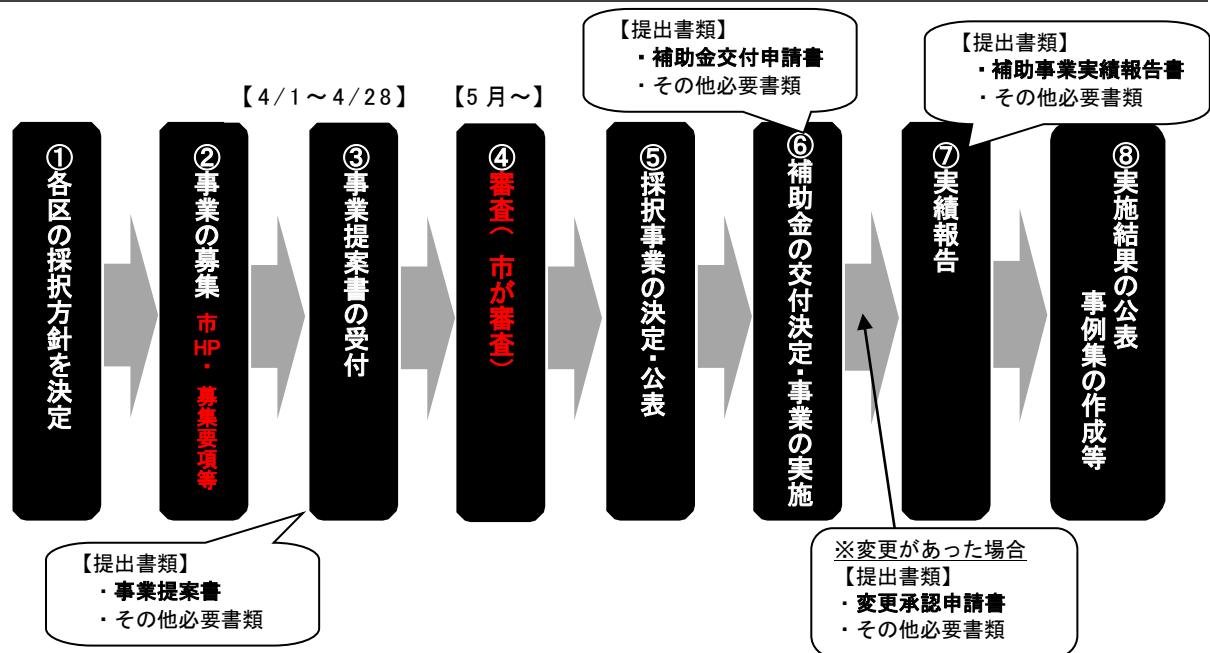 【提出書類】
・補助金交付申請書
・その他必要書類
【提出書類】
・補助事業実績報告書
・その他必要書類
【4/1～4/28】
【5月～】
①各区の採択方針を決定
②事業の募集 市HP・募集要項等
③事業提案書の受付
④審査（市が審査）
⑤採択事業の決定・公表
⑥補助金の交付決定・事業の実施
⑦実績報告
⑧実施結果の公表
事例集の作成等
【提出書類】
・事業提案書
・その他必要書類
※変更があった場合
【提出書類】
・変更承認申請書
・その他必要書類